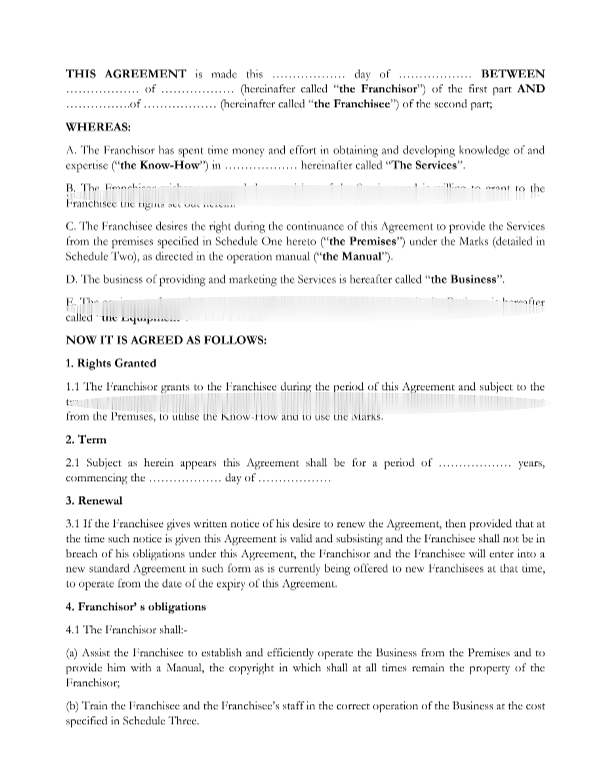 THIS AGREEMENT is made this ……………… day of ……………… BETWEEN
……………… of ……………… (hereinafter called “the Franchisor”) of the first part AND
……………..of ……………… (hereinafter called “the Franchisee”) of the second part;
WHEREAS:
A. The Franchisor has spent time money and effort in obtaining and developing knowledge of and
expertise (“the Know-How”) in ……………… hereinafter called “The Services”.
B. The to the
Franchisee the rights set out herein.
C. The Franchisee desires the right during the continuance of this Agreement to provide the Services
from the premises specified in Schedule One hereto (“the Premises”) under the Marks (detailed in
Schedule Two), as directed in the operation manual (“the Manual”).
D. The business of providing and marketing the Services is hereafter called “the Business”.
E. The is hereafter
called “the Equipment”.
NOW IT IS AGREED AS FOLLOWS:
1. Rights Granted
1.1 The Franchisor grants to the Franchisee during the period of this Agreement and subject to the
from the Premises, to utilise the Know-How and to use the Marks.
2. Term
2.1 Subject as herein appears this Agreement shall be for a period of ……………… years,
commencing the ……………… day of ………………
3. Renewal
3.1 If the Franchisee gives written notice of his desire to renew the Agreement, then provided that at
the time such notice is given this Agreement is valid and subsisting and the Franchisee shall not be in
breach of his obligations under this Agreement, the Franchisor and the Franchisee will enter into a
new standard Agreement in such form as is currently being offered to new Franchisees at that time,
to operate from the date of the expiry of this Agreement.
4. Franchisor’ s obligations
4.1 The Franchisor shall:-
(a) Assist the Franchisee to establish and efficiently operate the Business from the Premises and to
provide him with a Manual, the copyright in which shall at all times remain the property of the
Franchisor;
(b) Train the Franchisee and the Franchisee’s staff in the correct operation of the Business at the cost
specified in Schedule Three.